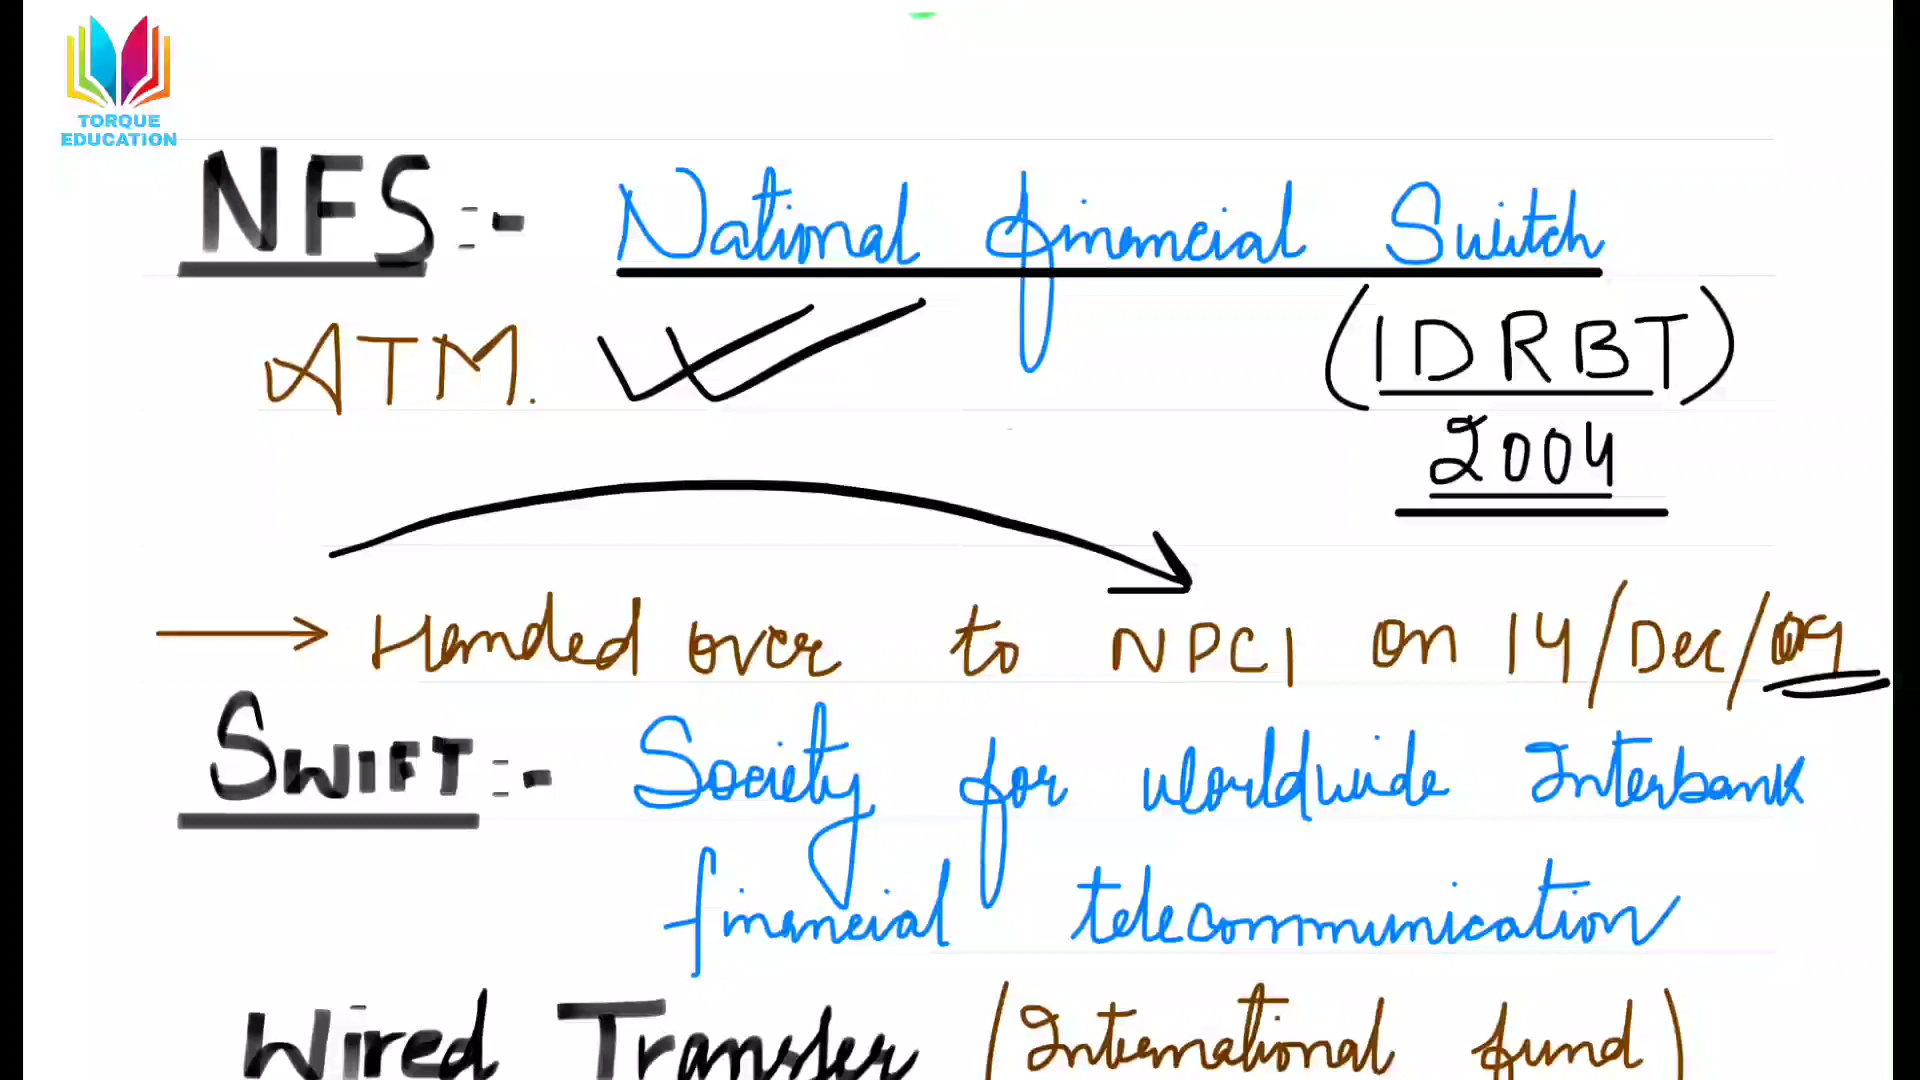 TORQUE
EDUCATION
NFS:- National financial Switch
ATM. (IDRBT)
2004
→ Handed over to NPCI on 14/Dec/09
SWIFT:- Society for worldwide Interbank
financial telecommunication
Wired Transfer (International fund)